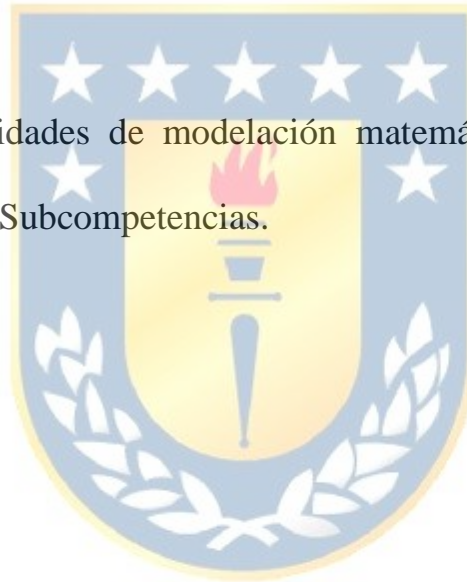 idades de modelación matemá
Subcompetencias.